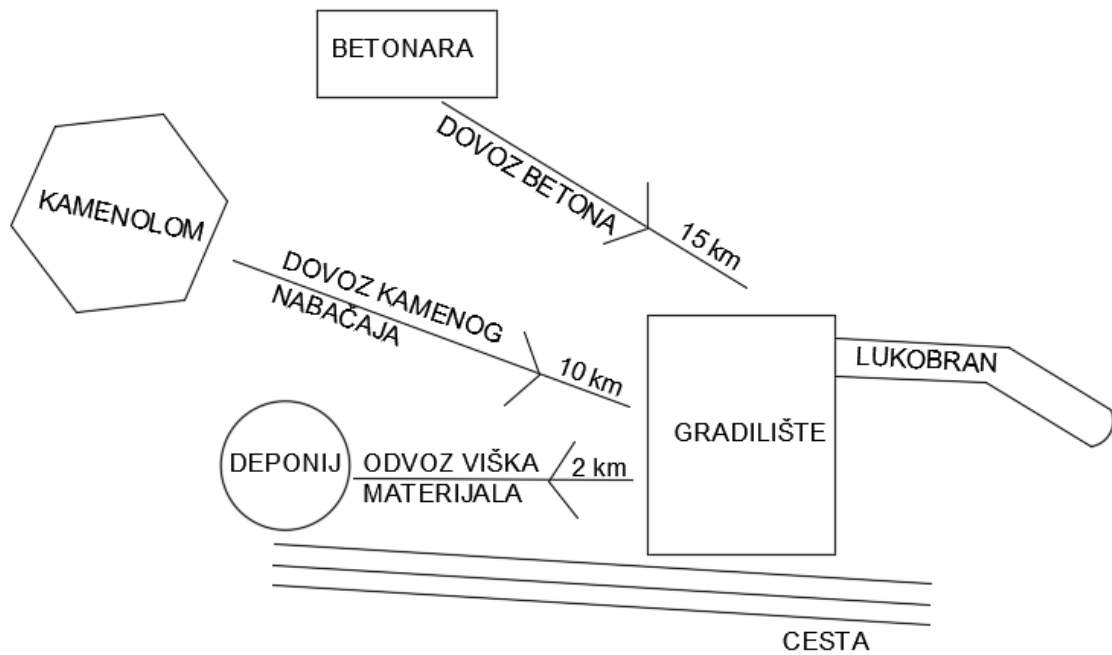 BETONARA
DOVOZ BETONA
15 km
KAMENOLOM
DOVOZ KAMENOG
NABAČAJA
10 km
LUKOBRAN
GRADILIŠTE
DEPONIJ
ODVOZ VIŠKA
MATERIJALA
2 km
CESTA